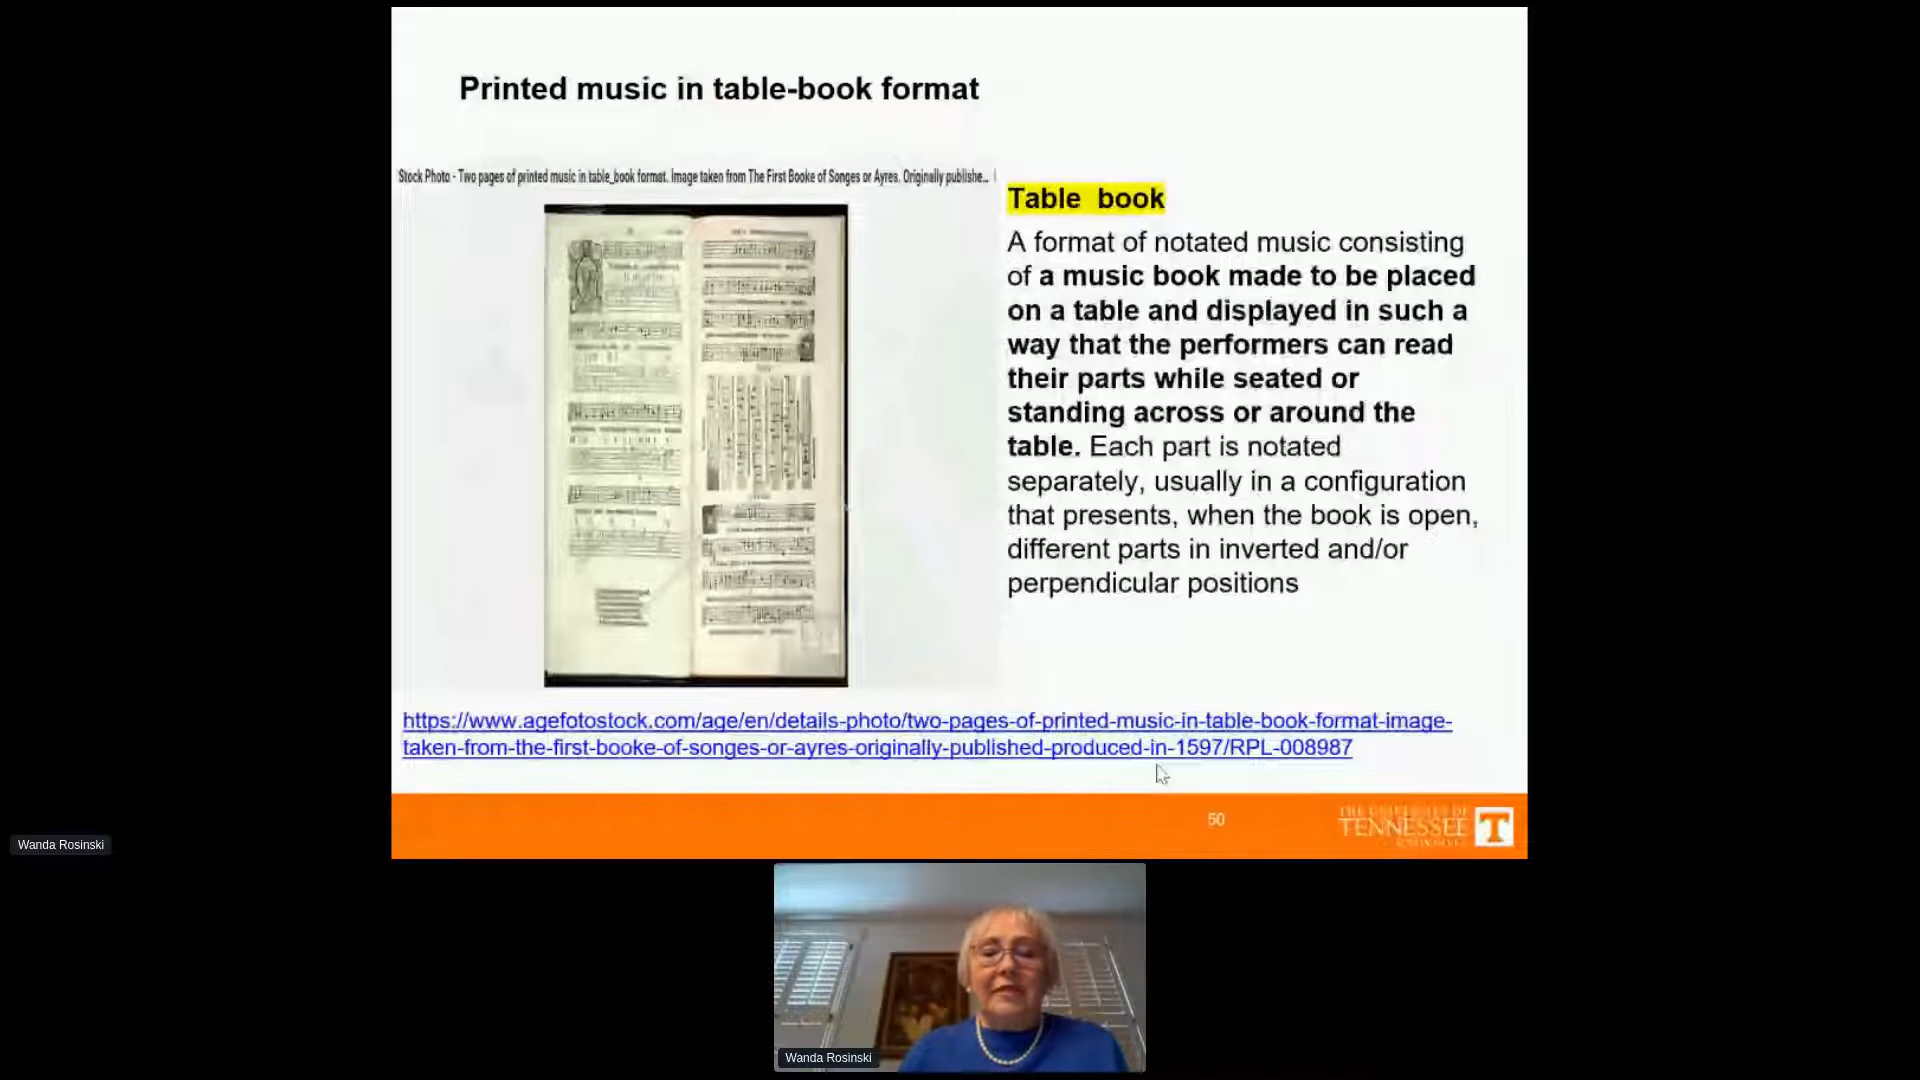 Printed music in table-book format
Stock Photo - Two pages of printed music in table_book format. Image taken from The First Booke of Songes or Ayres. Originally publishe...
Table book
A format of notated music consisting
of a music book made to be placed
on a table and displayed in such a
way that the performers can read
their parts while seated or
standing across or around the
table. Each part is notated
separately, usually in a configuration
that presents, when the book is open,
different parts in inverted and/or
perpendicular positions
https://www.agefotostock.com/age/en/details-photo/two-pages-of-printed-music-in-table-book-format-image-
taken-from-the-first-booke-of-songes-or-ayres-originally-published-produced-in-1597/RPL-008987
50
THE UNIVERSITY OF
TENNESSEE
T
Wanda Rosinski
Wanda Rosinski